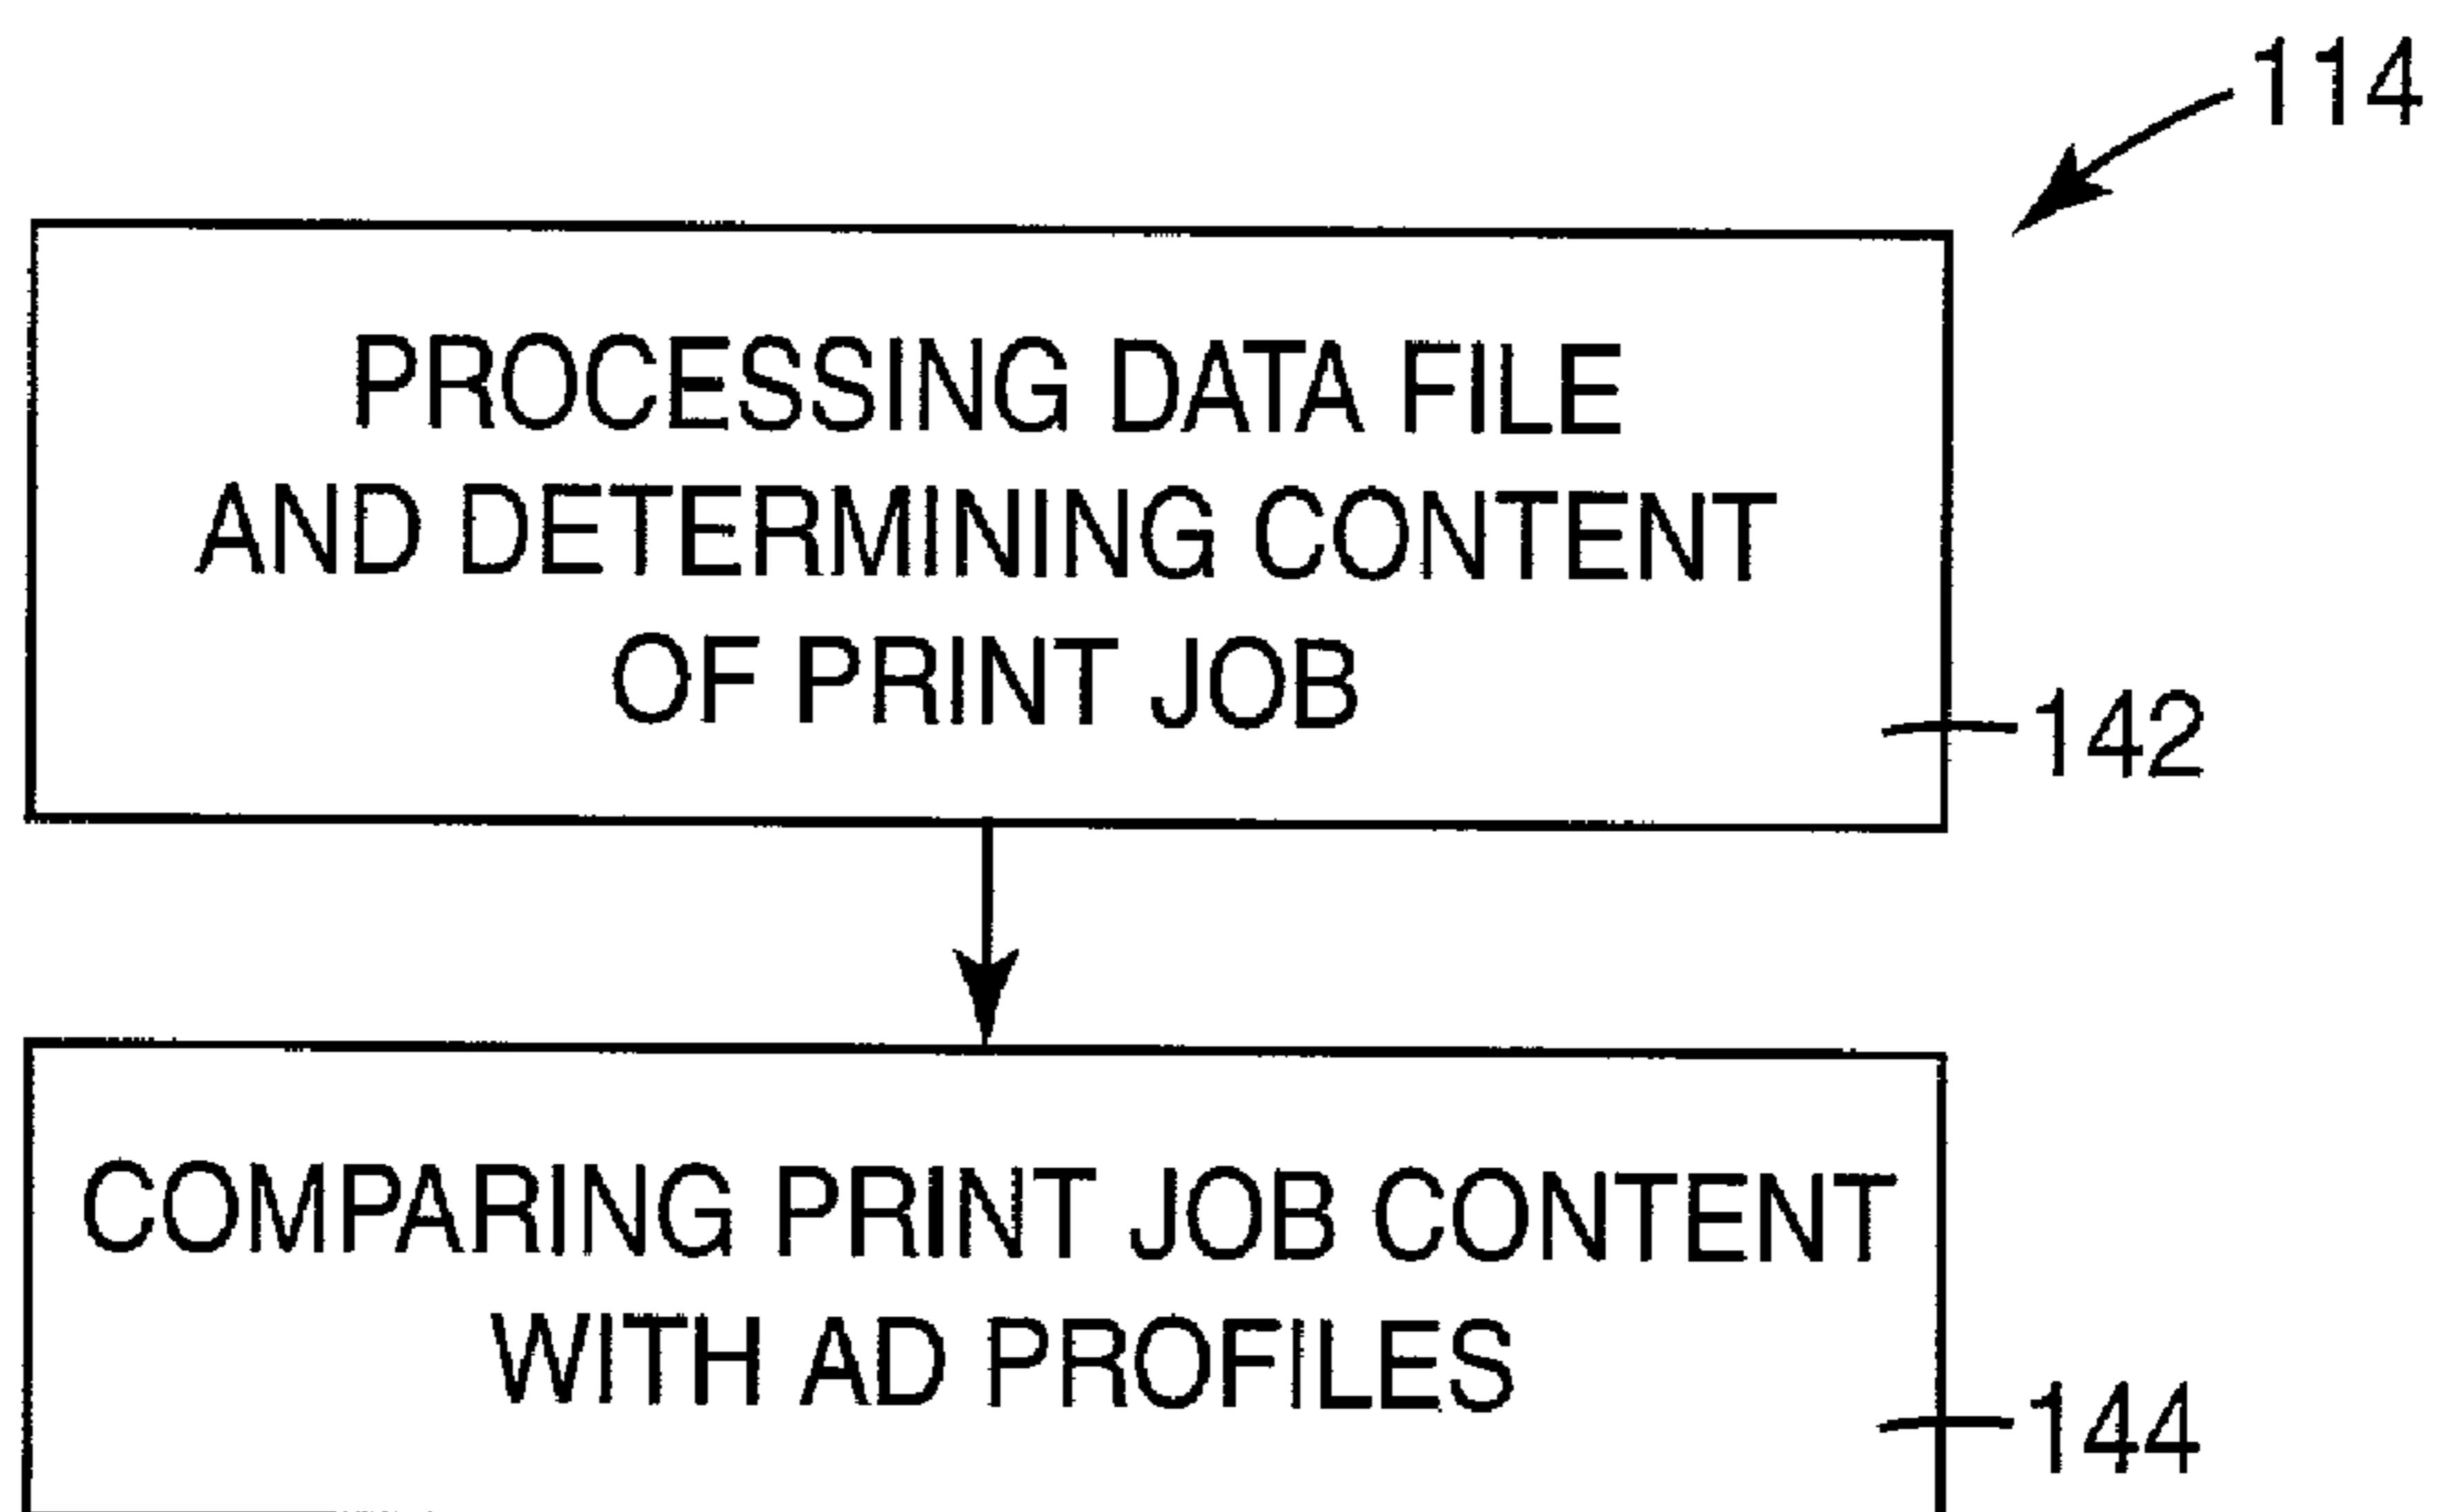 114
PROCESSING DATA FILE
AND DETERMINING CONTENT
OF PRINT JOB
142
COMPARING PRINT JOB CONTENT
WITH AD PROFILES
144